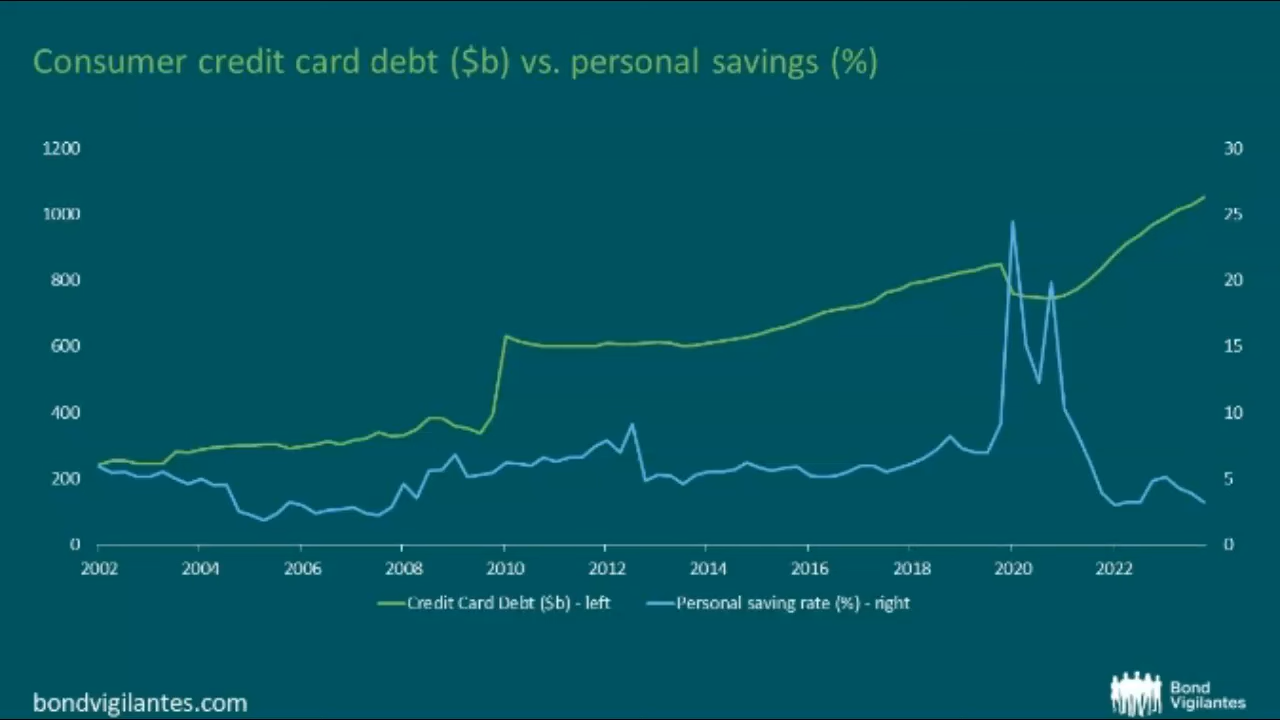 Consumer credit card debt ($b) vs. personal savings (%)
1200 30
1000 25
800 20
600 15
400 10
200 5
0 0
2002 2004 2006 2008 2010 2012 2014 2016 2018 2020 2022
Credit Card Debt ($b) - left Personal saving rate (%) - right
bondvigilantes.com
Bond
Vigilantes